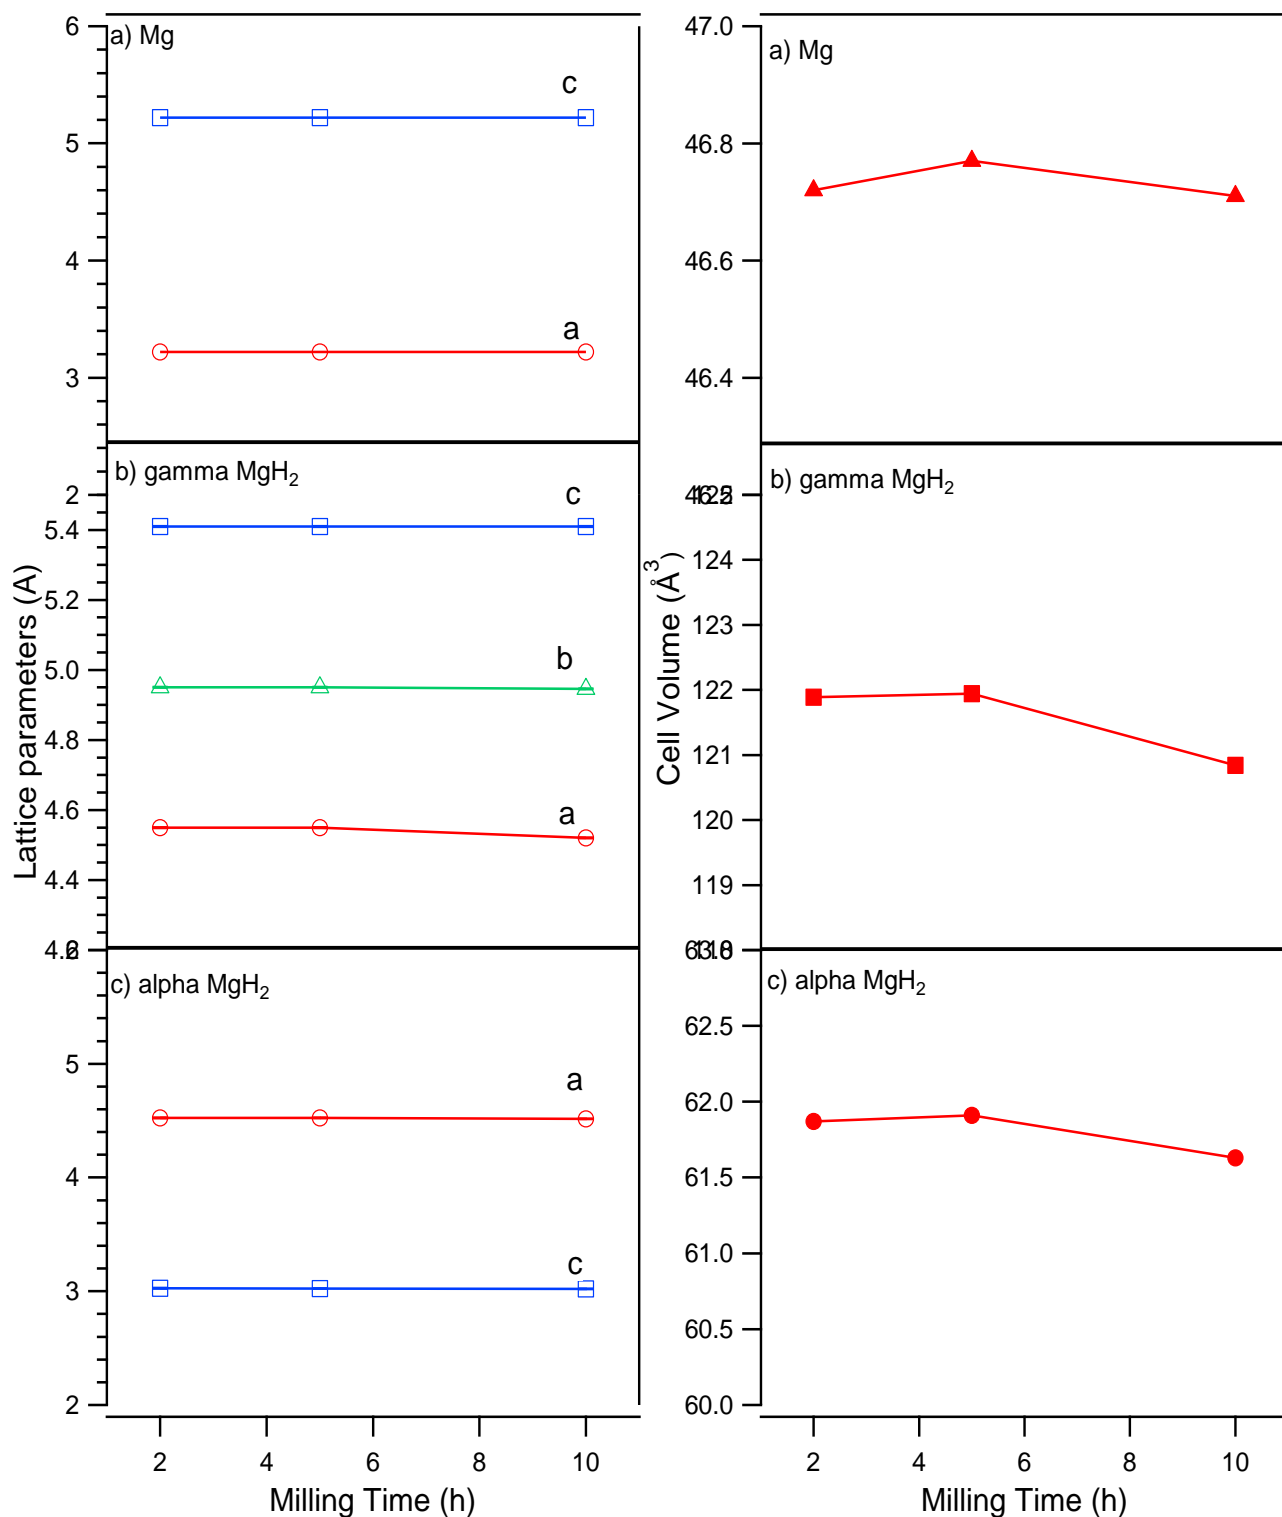 6
a) Mg
c
5
4
a
3
b) gamma MgH₂
2
c
5.4
5.2
b
5.0
4.8
a
4.6
4.4
Lattice parameters (A)
c) alpha MgH₂
5
a
4
c
3
2
2 4 6 8 10
Milling Time (h)
47.0
a) Mg
46.8
46.6
46.4
b) gamma MgH₂
124
123
122
121
120
119
Cell Volume (Å³)
c) alpha MgH₂
62.5
62.0
61.5
61.0
60.5
60.0
2 4 6 8 10
Milling Time (h)